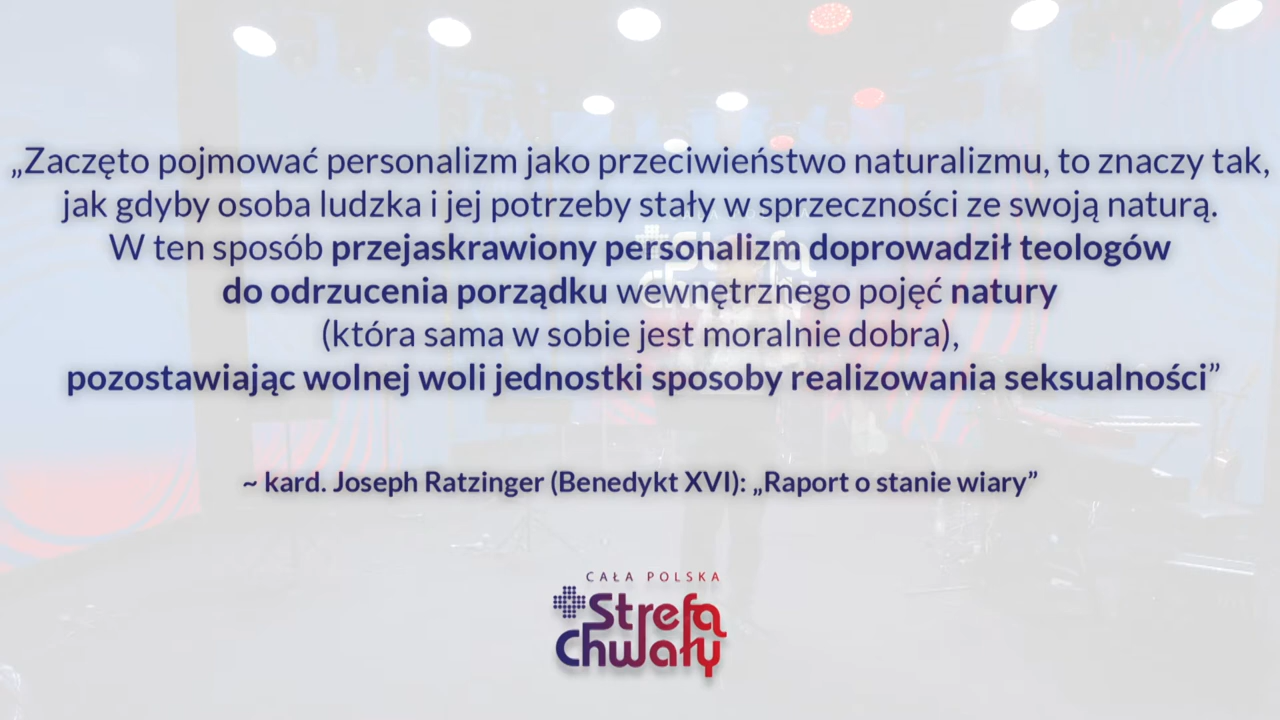 „Zaczęto pojmować personalizm jako przeciwieństwo naturalizmu, to znaczy tak,
jak gdyby osoba ludzka i jej potrzeby stały w sprzeczności ze swoją naturą.
W ten sposób przejaskrawiony personalizm doprowadził teologów
do odrzucenia porządku wewnętrznego pojęć natury
(która sama w sobie jest moralnie dobra),
pozostawiając wolnej woli jednostki sposoby realizowania seksualności”
~ kard. Joseph Ratzinger (Benedykt XVI): „Raport o stanie wiary”
CAŁA POLSKA
Strefa
Chwały